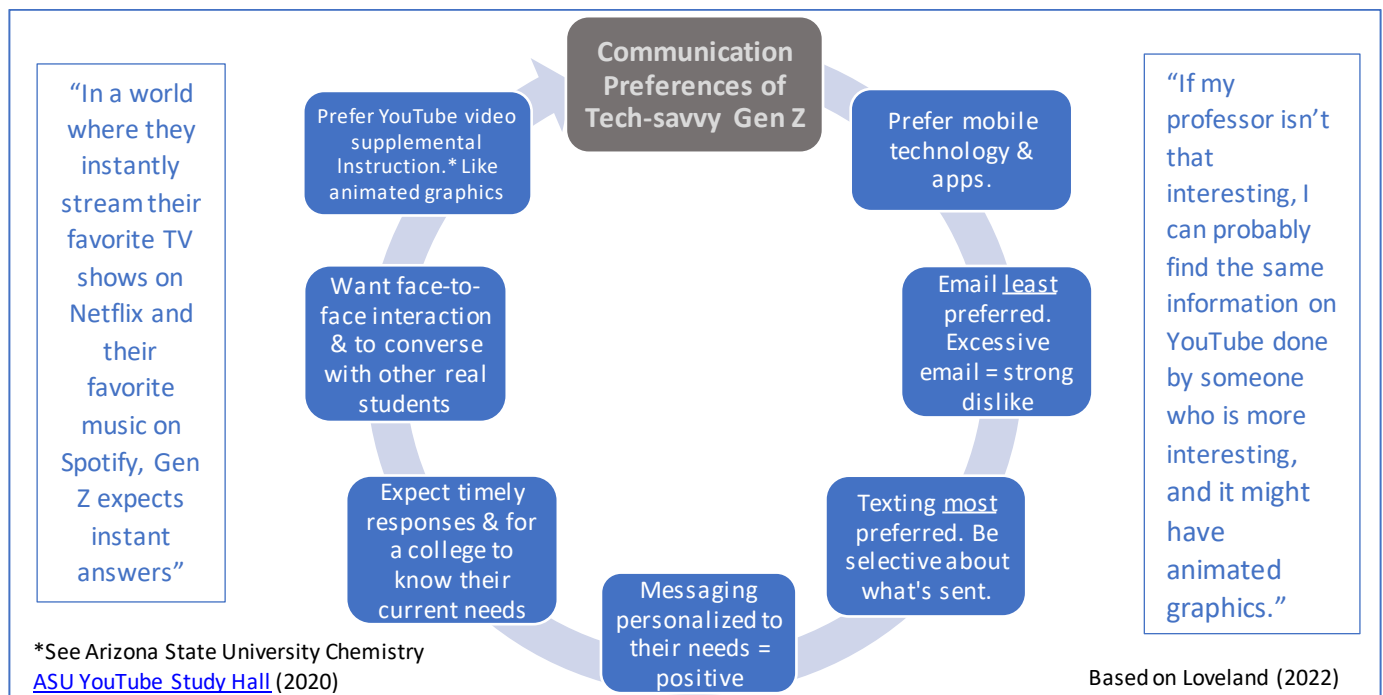 Communication
Preferences of
Tech-savvy Gen Z
“In a world
where they
instantly
stream their
favorite TV
shows on
Netflix and
their
favorite
music on
Spotify, Gen
Z expects
instant
answers”
Prefer mobile
technology &
apps.
Email least
preferred.
Excessive
email = strong
dislike
Texting most
preferred. Be
selective about
what's sent.
Messaging
personalized to
their needs =
positive
Expect timely
responses & for
a college to
know their
current needs
Want face-to-
face interaction
& to converse
with other real
students
Prefer YouTube video
supplemental
Instruction.* Like
animated graphics
“If my
professor isn’t
that
interesting, I
can probably
find the same
information on
YouTube done
by someone
who is more
interesting,
and it might
have
animated
graphics.”
*See Arizona State University Chemistry
ASU YouTube Study Hall (2020)
Based on Loveland (2022)